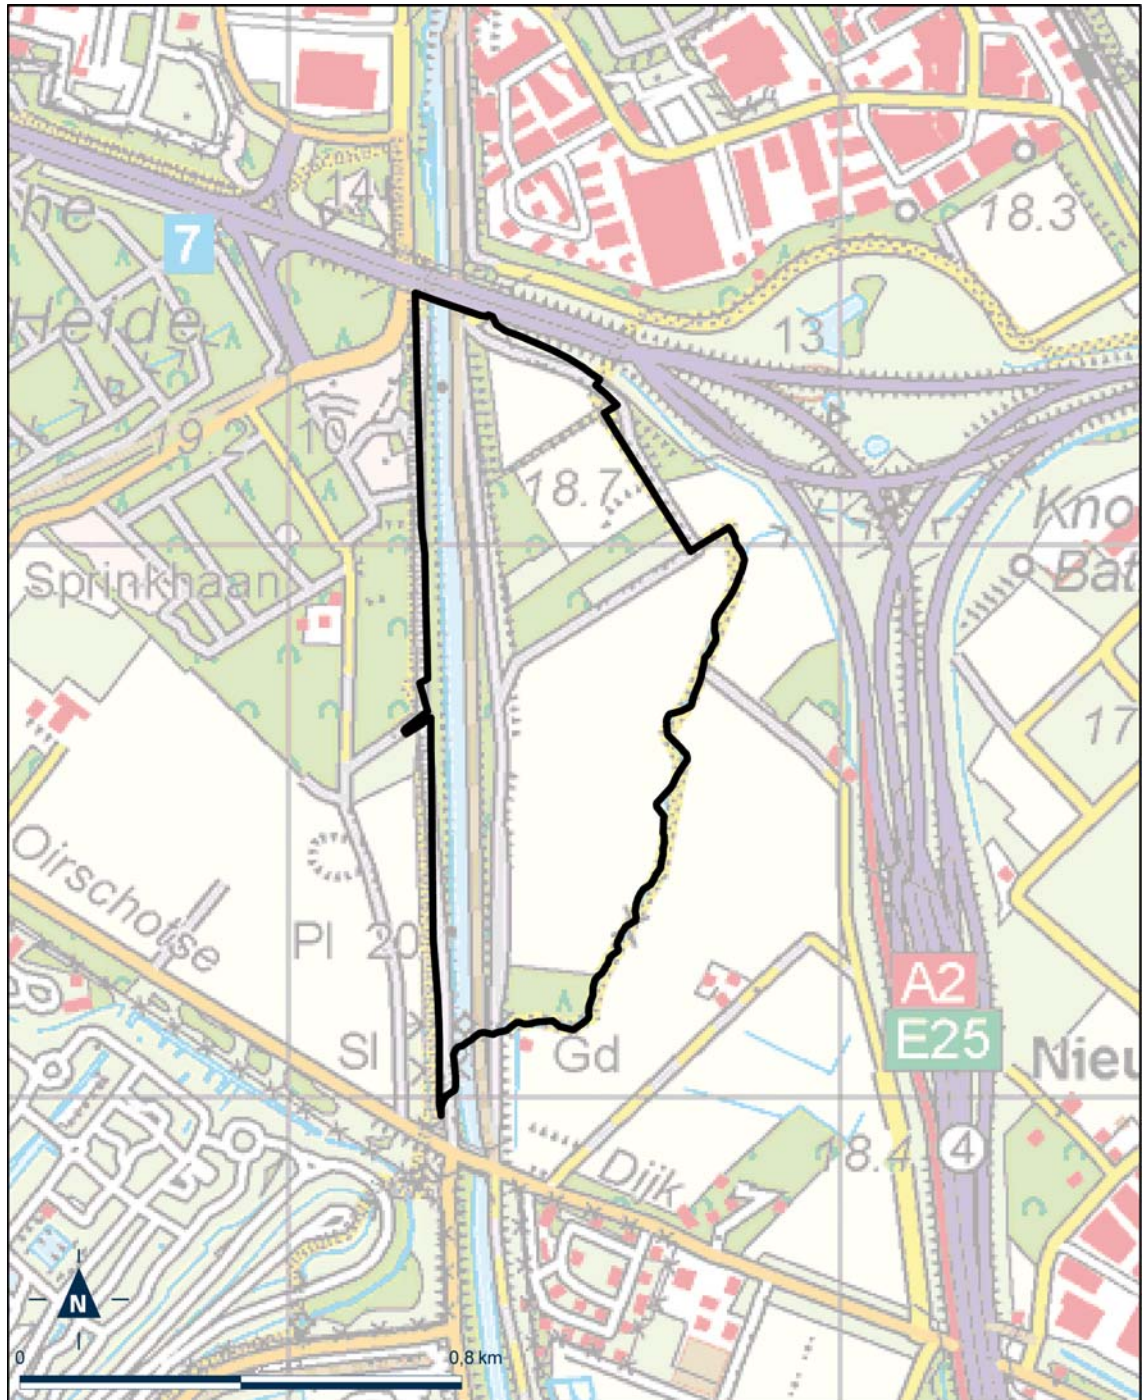 14
he
7
18.3
Heide
13
19 2
10
18.7
Kno
Sprinkhaan
Bat
17
Oirschotse
Pl 20
A2
Sl
Gd
E25
Nieu
Dijk
18.4
4
N
0
0,8 km